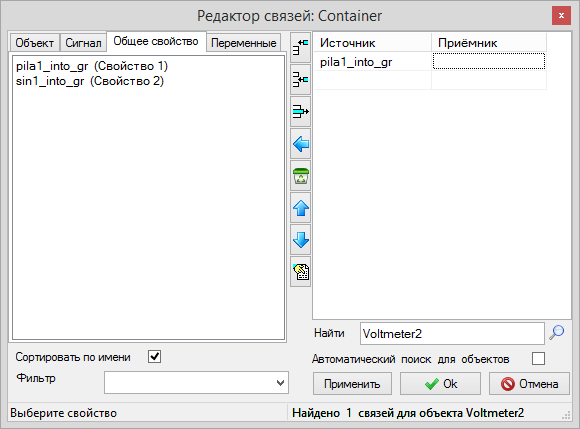 Редактор связей: Container
x
Объект Сигнал Общее свойство Переменные
pila1_into_gr (Свойство 1)
sin1_into_gr (Свойство 2)
Источник Приёмник
pila1_into_gr
Найти Voltmeter2
Сортировать по имени
Автоматический поиск для объектов
Фильтр
Применить Ok Отмена
Выберите свойство
Найдено 1 связей для объекта Voltmeter2